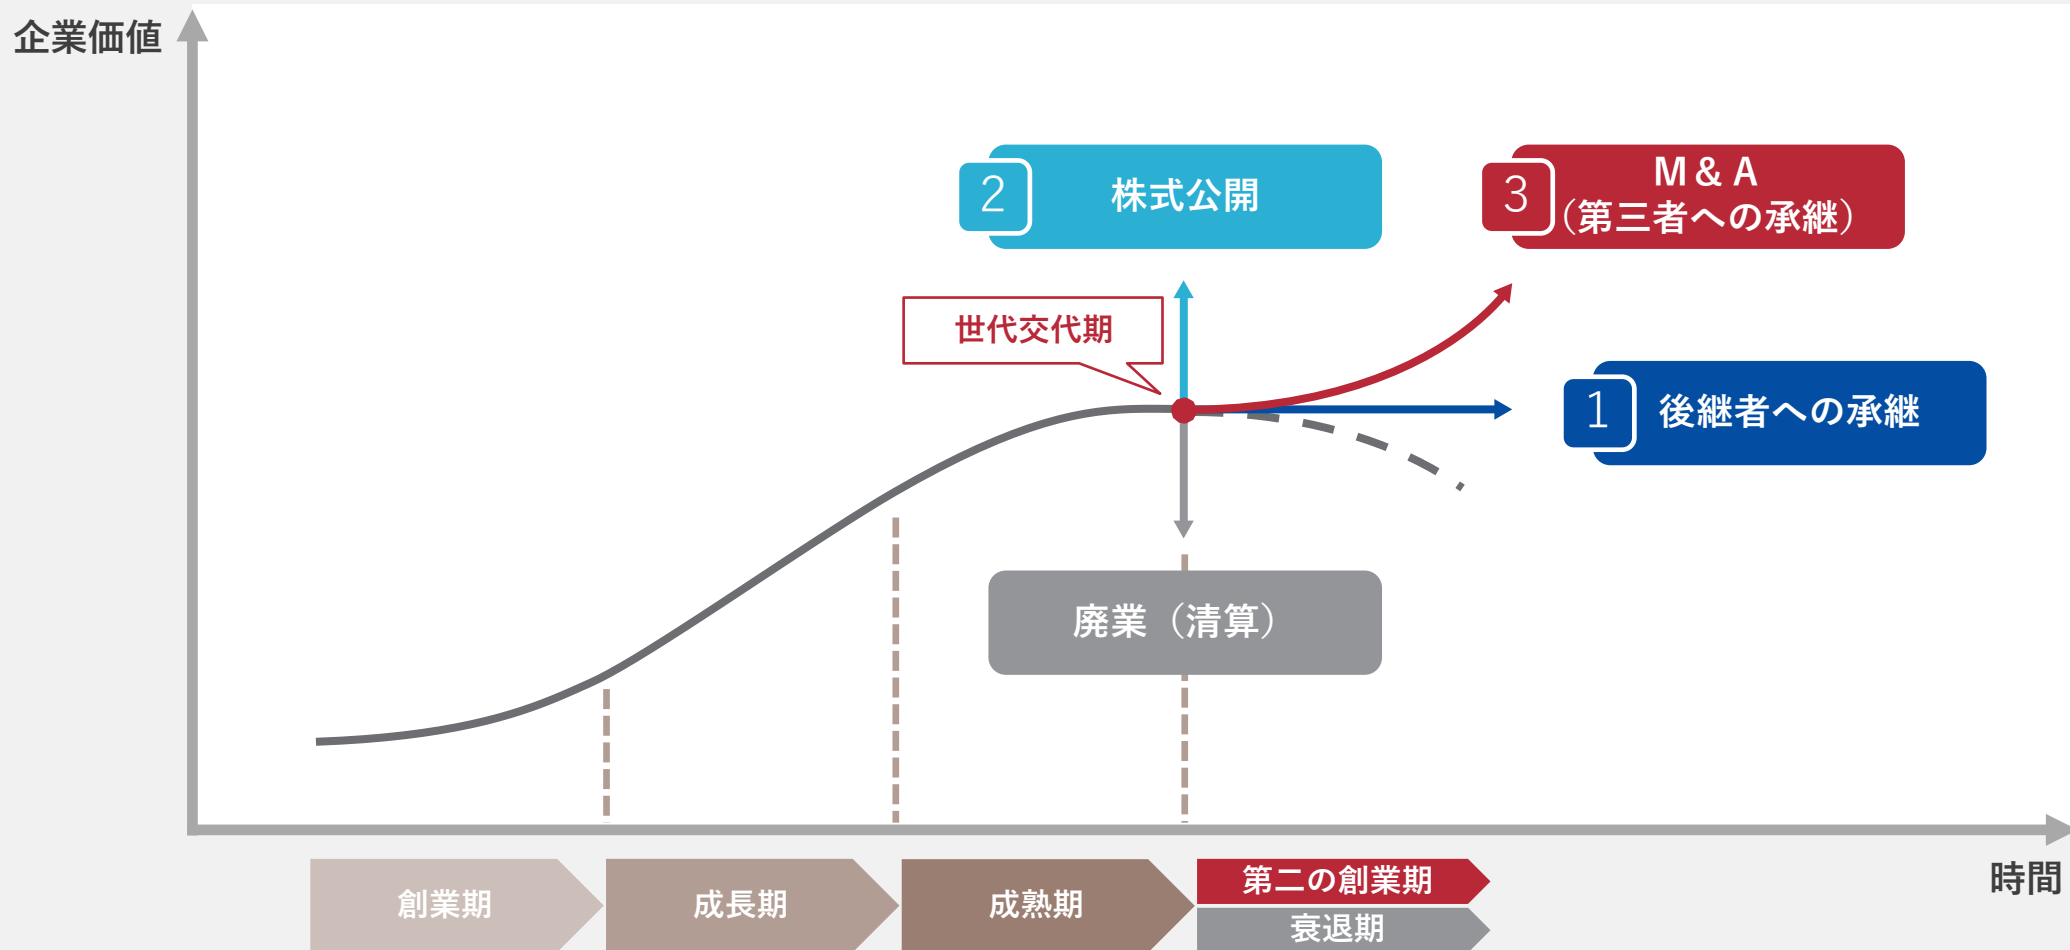 企業価値
2
株式公開
3
M & A
（第三者への承継）
世代交代期
1
後継者への承継
廃業（清算）
時間
創業期
成長期
成熟期
第二の創業期
衰退期